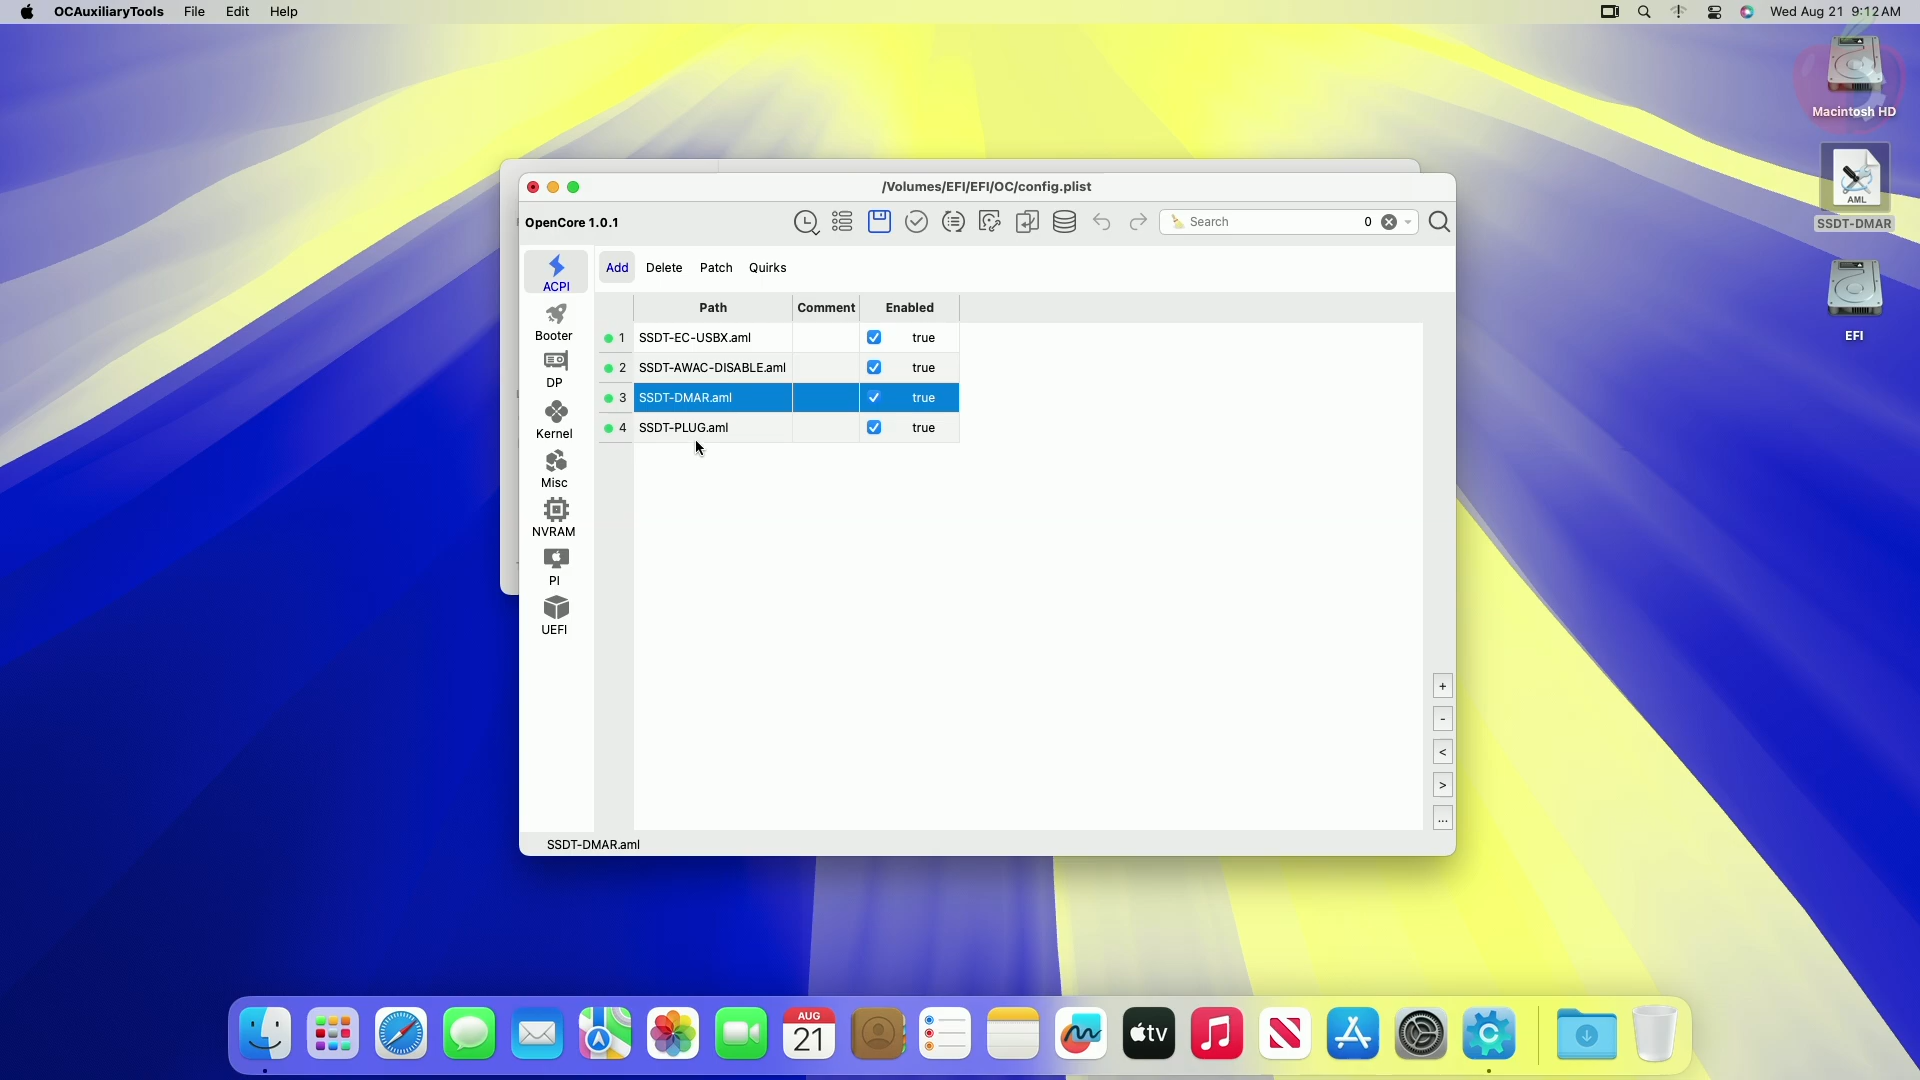 OCAuxiliaryTools File Edit Help Wed Aug 21 9:12 AM
Macintosh HD
AML
SSDT-DMAR
EFI
/Volumes/EFI/EFI/OC/config.plist
OpenCore 1.0.1
Search 0
ACPI
Booter
DP
Kernel
Misc
NVRAM
PI
UEFI
Add Delete Patch Quirks
Path Comment Enabled
1 SSDT-EC-USBX.aml true
2 SSDT-AWAC-DISABLE.aml true
3 SSDT-DMAR.aml true
4 SSDT-PLUG.aml true
+
-
<
>
...
SSDT-DMAR.aml
AUG
21
tv